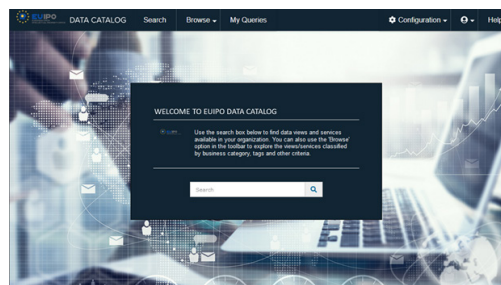 EUIPO DATA CATALOG Search Browse My Queries Configuration Help
WELCOME TO EUIPO DATA CATALOG
Use the search box below to find data views and services
available in your organization. You can also use the 'Browse'
option in the toolbar to explore the views/services classified
by business category, tags and other criteria.
Search